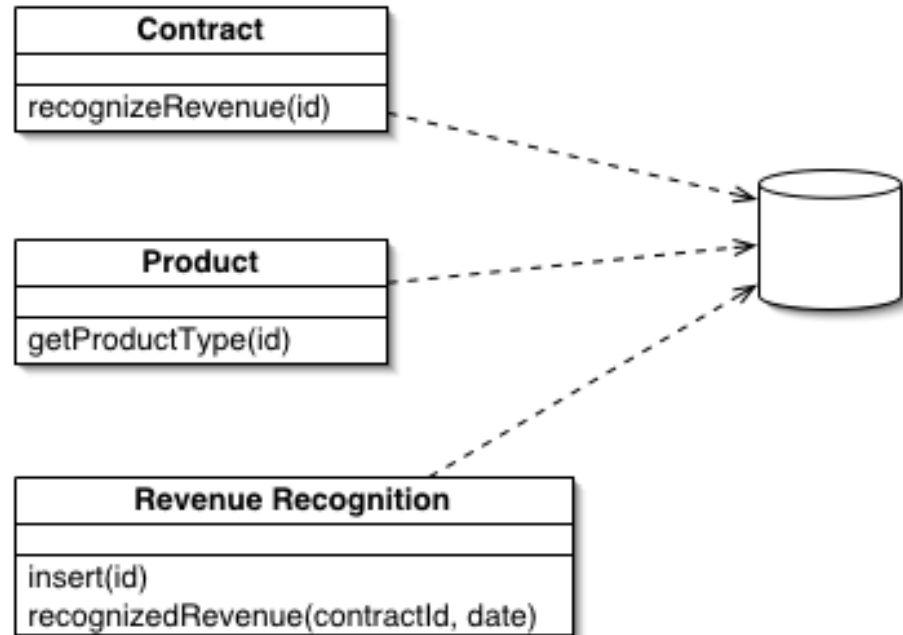 Contract
recognizeRevenue(id)
Product
getProductType(id)
Revenue Recognition
insert(id)
recognizedRevenue(contractId, date)